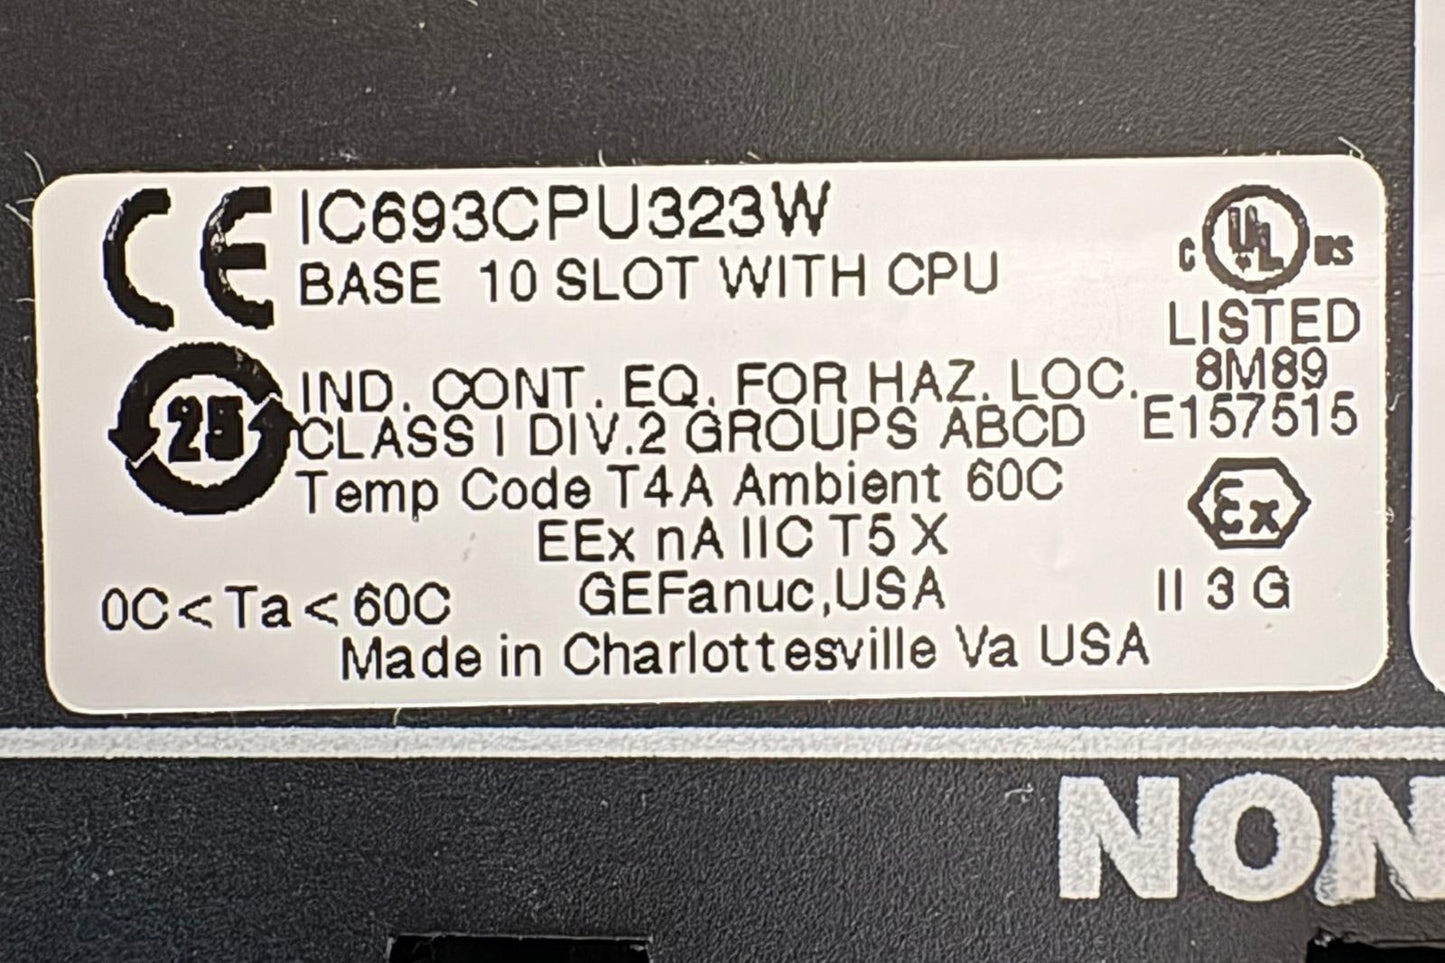 CE IC693CPU323W
BASE 10 SLOT WITH CPU
C UL US
LISTED
8M89
E157515
25
IND. CONT. EQ. FOR HAZ. LOC.
CLASS I DIV.2 GROUPS ABCD
Temp Code T4A Ambient 60C
EEx nA IIC T5 X
Ex
0C<Ta<60C
GEFanuc,USA
II 3 G
Made in Charlottesville Va USA
NON